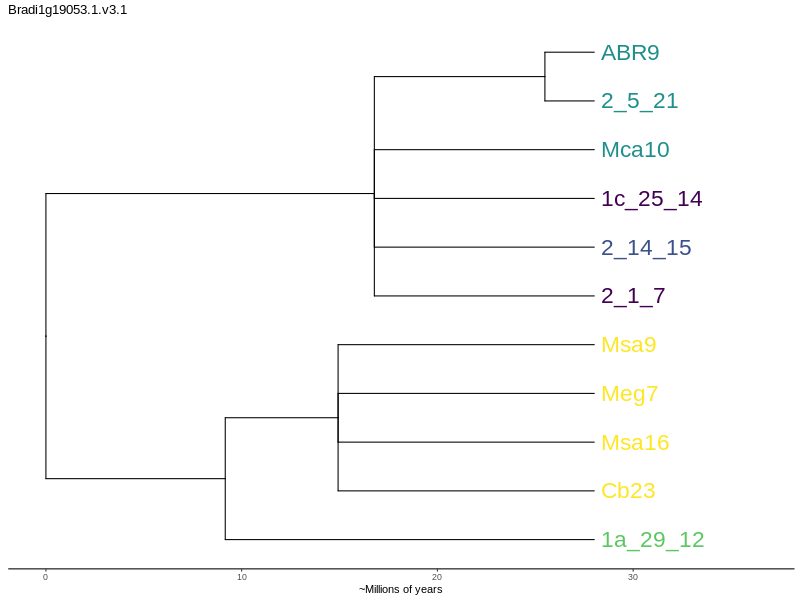 Bradi1g19053.1.v3.1
ABR9
2_5_21
Mca10
1c_25_14
2_14_15
2_1_7
Msa9
Meg7
Msa16
Cb23
1a_29_12
0 10 20 30
~Millions of years